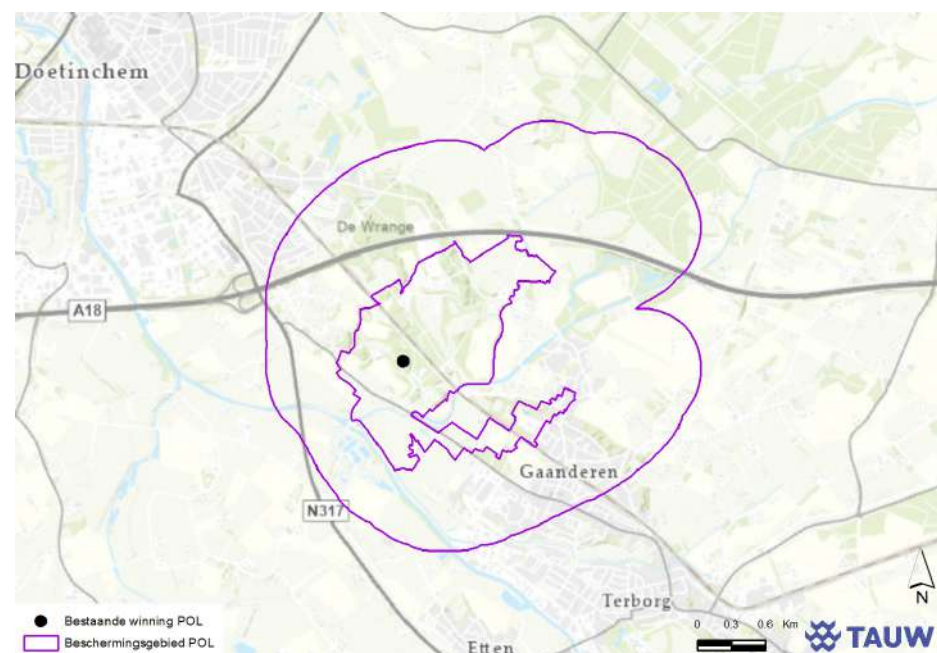 Doetinchem
De Wrange
A18
Gaanderen
N317
Terborg
Etten
N
Bestaande winning POL
Beschermingsgebied POL
0 0.3 0.6 Km
TAUW